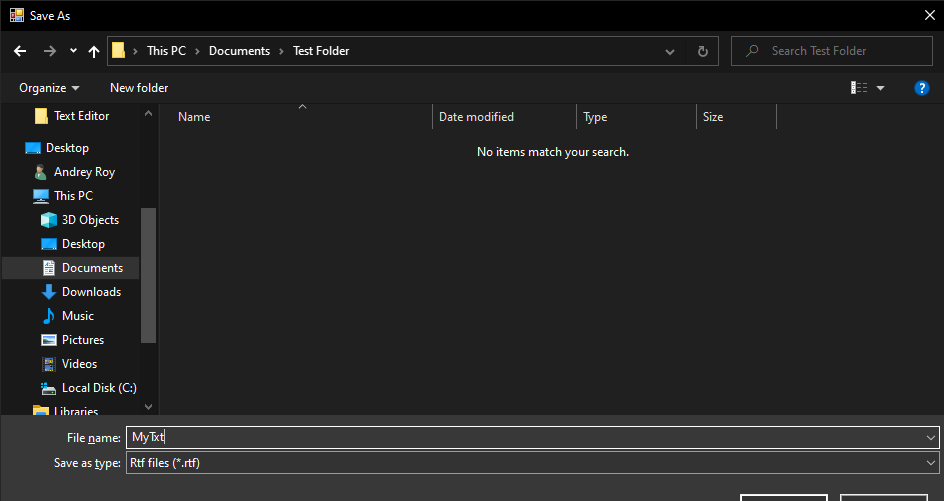 Save As
This PC > Documents > Test Folder
Search Test Folder
Organize
New folder
?
Name
Date modified
Type
Size
No items match your search.
Text Editor
Desktop
Andrey Roy
This PC
3D Objects
Desktop
Documents
Downloads
Music
Pictures
Videos
Local Disk (C:)
Libraries
File name: MyTxt
Save as type: Rtf files (*.rtf)